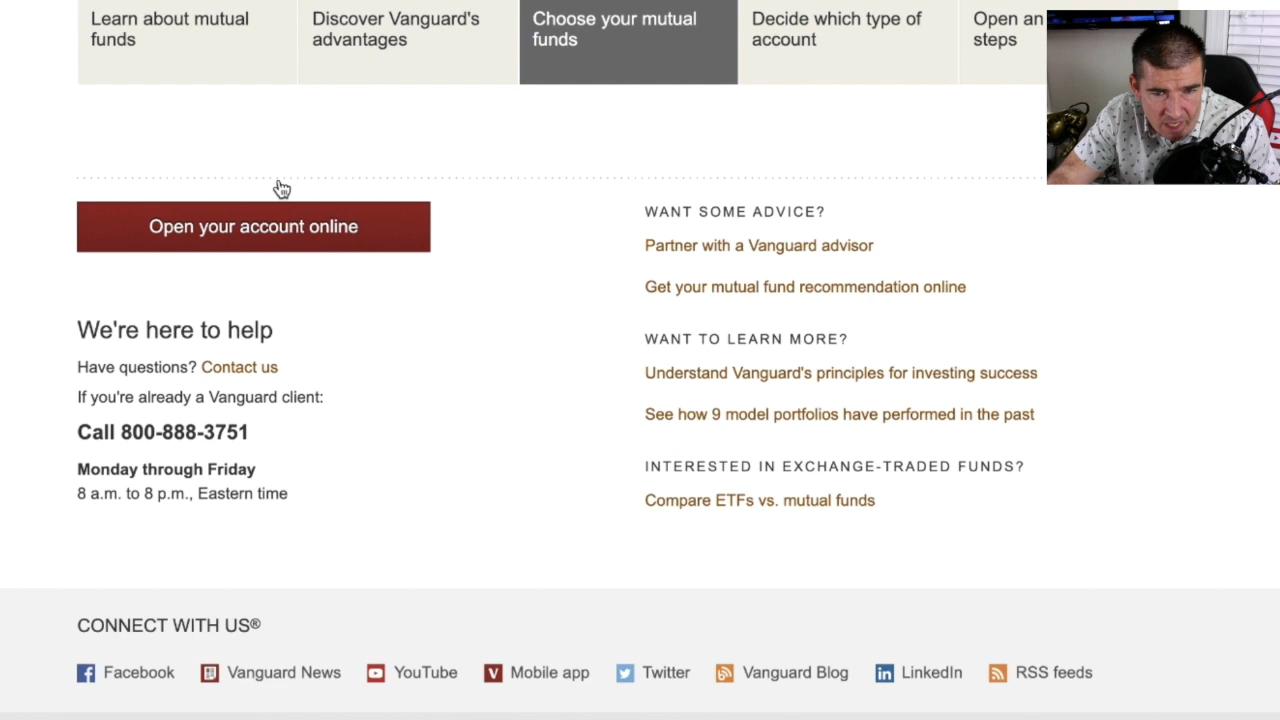 Learn about mutual
funds
Discover Vanguard's
advantages
Choose your mutual
funds
Decide which type of
account
Open an
steps
Open your account online
We're here to help
Have questions? Contact us
If you're already a Vanguard client:
Call 800-888-3751
Monday through Friday
8 a.m. to 8 p.m., Eastern time
WANT SOME ADVICE?
Partner with a Vanguard advisor
Get your mutual fund recommendation online
WANT TO LEARN MORE?
Understand Vanguard's principles for investing success
See how 9 model portfolios have performed in the past
INTERESTED IN EXCHANGE-TRADED FUNDS?
Compare ETFs vs. mutual funds
CONNECT WITH US®
Facebook Vanguard News YouTube Mobile app Twitter Vanguard Blog LinkedIn RSS feeds